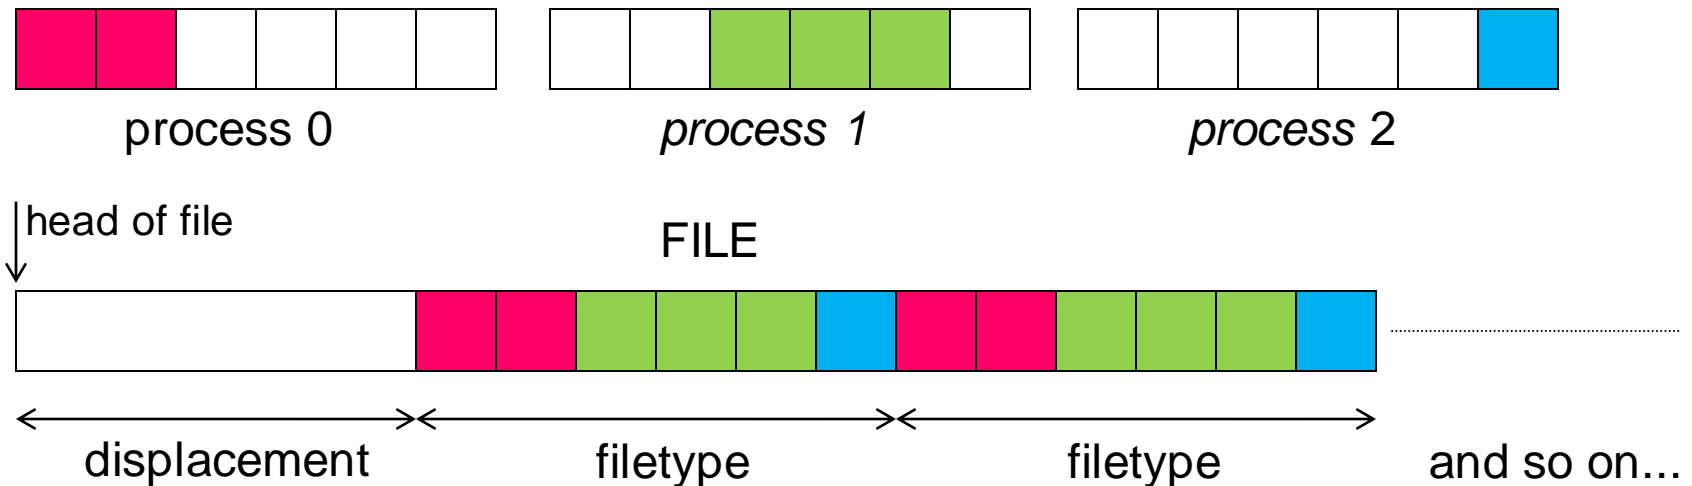 process 0 process 1 process 2
head of file
FILE
displacement filetype filetype and so on...